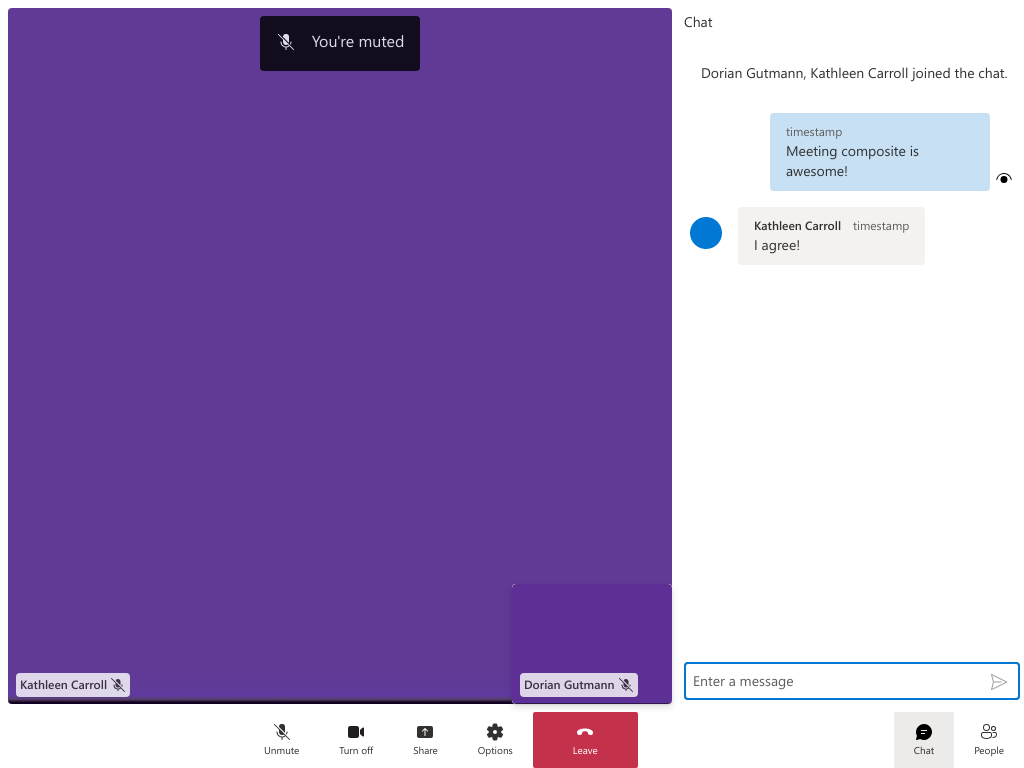 You're muted
Chat
Dorian Gutmann, Kathleen Carroll joined the chat.
timestamp
Meeting composite is
awesome!
Kathleen Carroll timestamp
I agree!
Kathleen Carroll
Dorian Gutmann
Enter a message
Unmute
Turn off
Share
Options
Leave
Chat
People